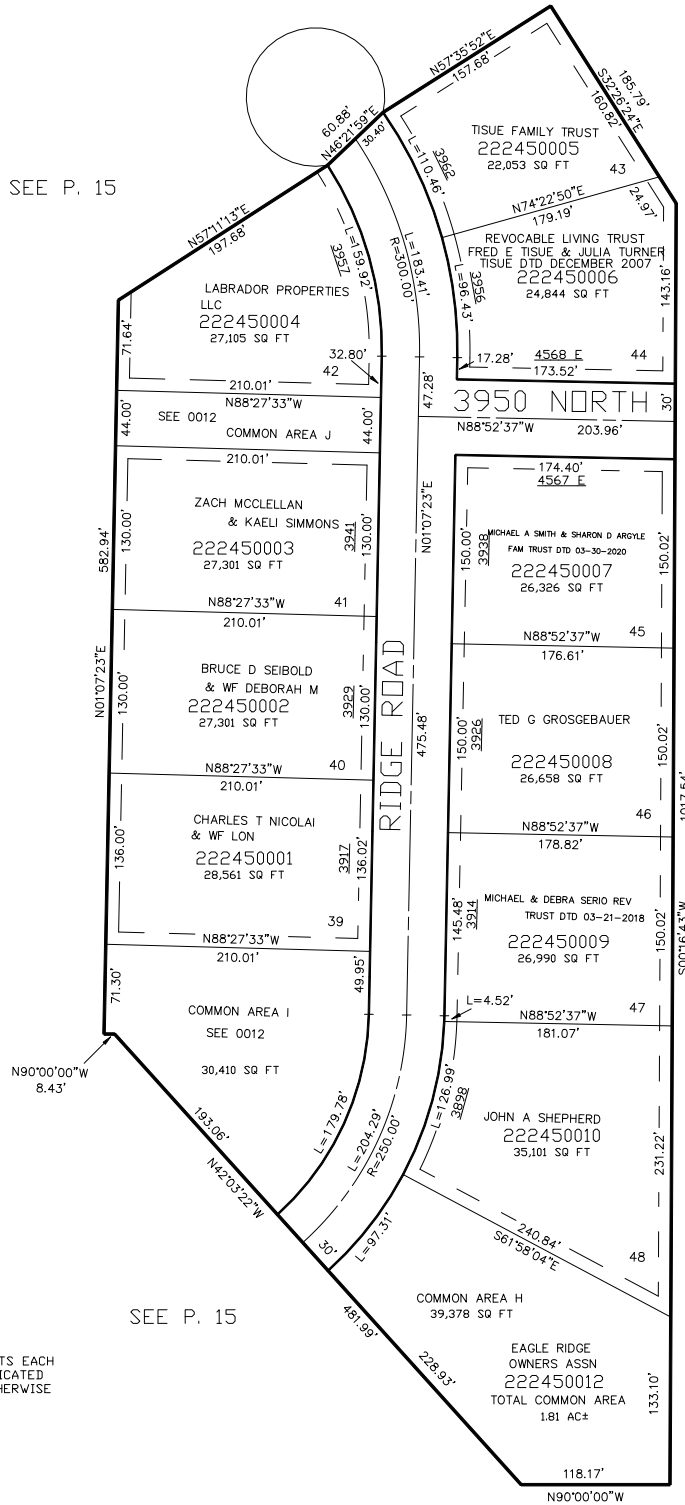 SEE P. 15
N57°35'52"E
157.68'
S32°26'24"E
185.79'
160.82'
60.88'
N46°21'59"E
30.40'
TISUE FAMILY TRUST
222450005
22,053 SQ FT
43
L=110.46'
3962
N74°22'50"E
179.19'
24.97'
N57°11'13"E
197.68'
L=159.92'
3957
L=183.41'
R=300.00'
REVOCABLE LIVING TRUST
FRED E TISUE & JULIA TURNER
TISUE DTD DECEMBER 2007
222450006
24,844 SQ FT
L=96.43'
3956
143.16'
LABRADOR PROPERTIES
LLC
222450004
27,105 SQ FT
71.64'
32.80'
42
17.28'
4568 E
173.52'
44
210.01'
N88°27'33"W
47.28'
3950 NORTH
30'
N88°52'37"W
203.96'
SEE 0012
COMMON AREA J
44.00'
44.00'
210.01'
N01°07'23"E
174.40'
4567 E
ZACH MCCLELLAN
& KAELI SIMMONS
222450003
27,301 SQ FT
130.00'
3941
130.00'
582.94'
N01°07'23"E
N88°27'33"W
41
210.01'
MICHAEL A SMITH & SHARON D ARGYLE
FAM TRUST DTD 03-30-2020
222450007
26,326 SQ FT
150.00'
3938
150.02'
N88°52'37"W
45
176.61'
BRUCE D SEIBOLD
& WF DEBORAH M
222450002
27,301 SQ FT
130.00'
3929
130.00'
N88°27'33"W
40
210.01'
RIDGE ROAD
475.48'
TED G GROSGEBAUER
222450008
26,658 SQ FT
150.00'
3926
150.02'
1017.54'
S00°16'43"W
N88°52'37"W
46
178.82'
CHARLES T NICOLAI
& WF LON
222450001
28,561 SQ FT
136.00'
3917
136.02'
39
N88°27'33"W
210.01'
MICHAEL & DEBRA SERIO REV
TRUST DTD 03-21-2018
222450009
26,990 SQ FT
145.48'
3914
150.02'
L=4.52'
N88°52'37"W
47
181.07'
71.30'
49.95'
COMMON AREA I
SEE 0012
30,410 SQ FT
N90°00'00"W
8.43'
193.06'
N42°03'22"W
L=179.78'
L=204.29'
R=250.00'
L=126.99'
3898
JOHN A SHEPHERD
222450010
35,101 SQ FT
231.22'
240.84'
S61°58'04"E
48
30'
L=97.31'
SEE P. 15
481.99'
228.93'
COMMON AREA H
39,378 SQ FT
EAGLE RIDGE
OWNERS ASSN
222450012
TOTAL COMMON AREA
1.81 AC±
133.10'
118.17'
N90°00'00"W
TS EACH
ICATED
HERWISE